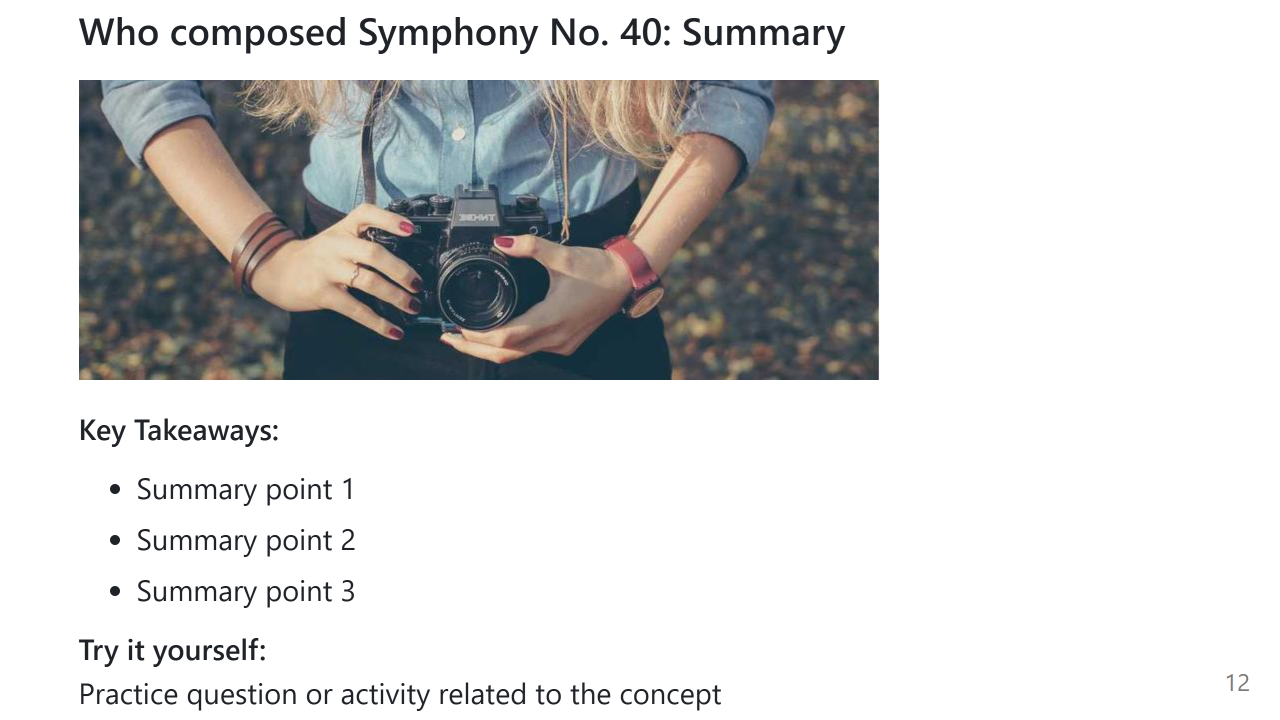 Who composed Symphony No. 40: Summary
ЗЕНИТ
Key Takeaways:
Summary point 1
Summary point 2
Summary point 3
Try it yourself:
Practice question or activity related to the concept
12